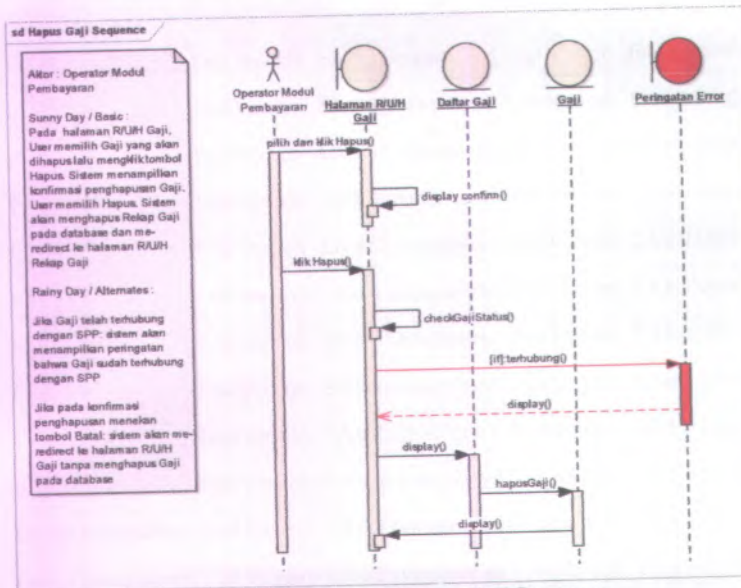 sd Hapus Gaji Sequence
Aktor : Operator Modul
Pembayaran
Sunny Day / Basic :
Pada halaman R/U/H Gaji,
User memilih Gaji yang akan
dihapus lalu mengklik tombol
Hapus. Sistem menampilkan
konfirmasi penghapusan Gaji,
User memilih Hapus. Sistem
akan menghapus Rekap Gaji
pada database dan me-
redirect ke halaman R/U/H
Rekap Gaji
Rainy Day / Alternates :
Jika Gaji telah terhubung
dengan SPP: sistem akan
menampilkan peringatan
bahwa Gaji sudah terhubung
dengan SPP
Jika pada konfirmasi
penghapusan menekan
tombol Batal: sistem akan me-
redirect ke halaman R/U/H
Gaji tanpa menghapus Gaji
pada database
Operator Modul
Pembayaran
Halaman R/U/H
Gaji
Daftar Gaji
Gaji
Peringatan Error
pilih dan klik Hapus()
display confirm()
klik Hapus()
checkGajiStatus()
[if]:terhubung()
display()
display()
hapusGaji()
display()